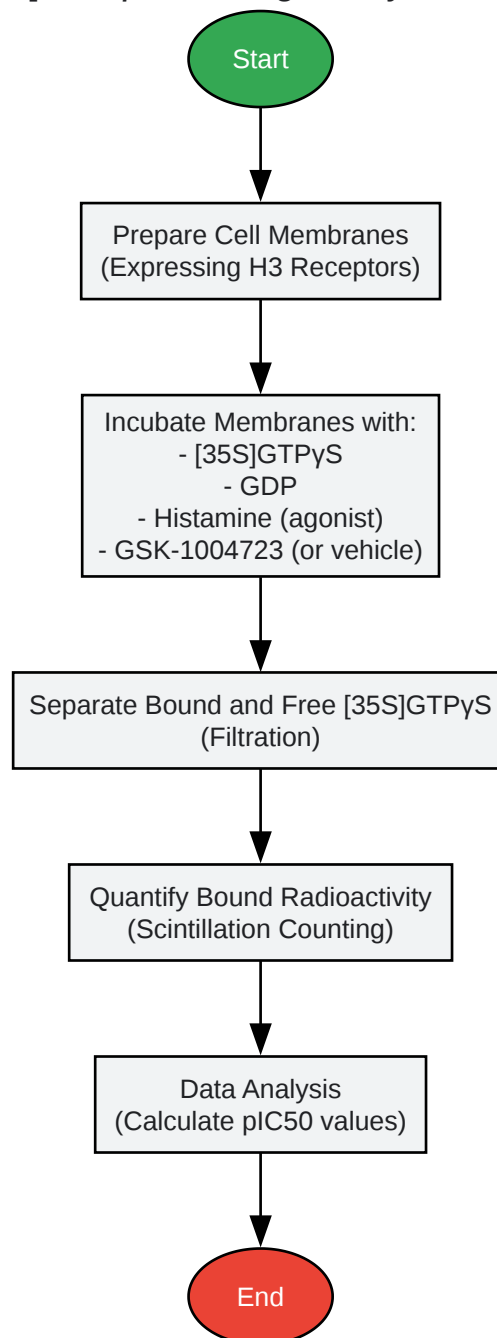 Start
Prepare Cell Membranes
(Expressing H3 Receptors)
Incubate Membranes with:
- [35S]GTPγS
- GDP
- Histamine (agonist)
- GSK-1004723 (or vehicle)
Separate Bound and Free [35S]GTPγS
(Filtration)
Quantify Bound Radioactivity
(Scintillation Counting)
Data Analysis
(Calculate pIC50 values)
End